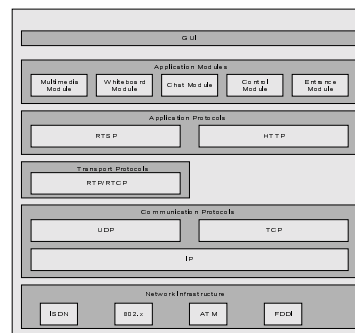 GUI
Application Modules
Multimedia Module
Whiteboard Module
Chat Module
Control Module
Entrance Module
Application Protocols
RTSP
HTTP
Transport Protocols
RTP/RTCP
Communication Protocols
UDP
TCP
IP
Network Infrastructure
ISDN
802.x
ATM
FDDI